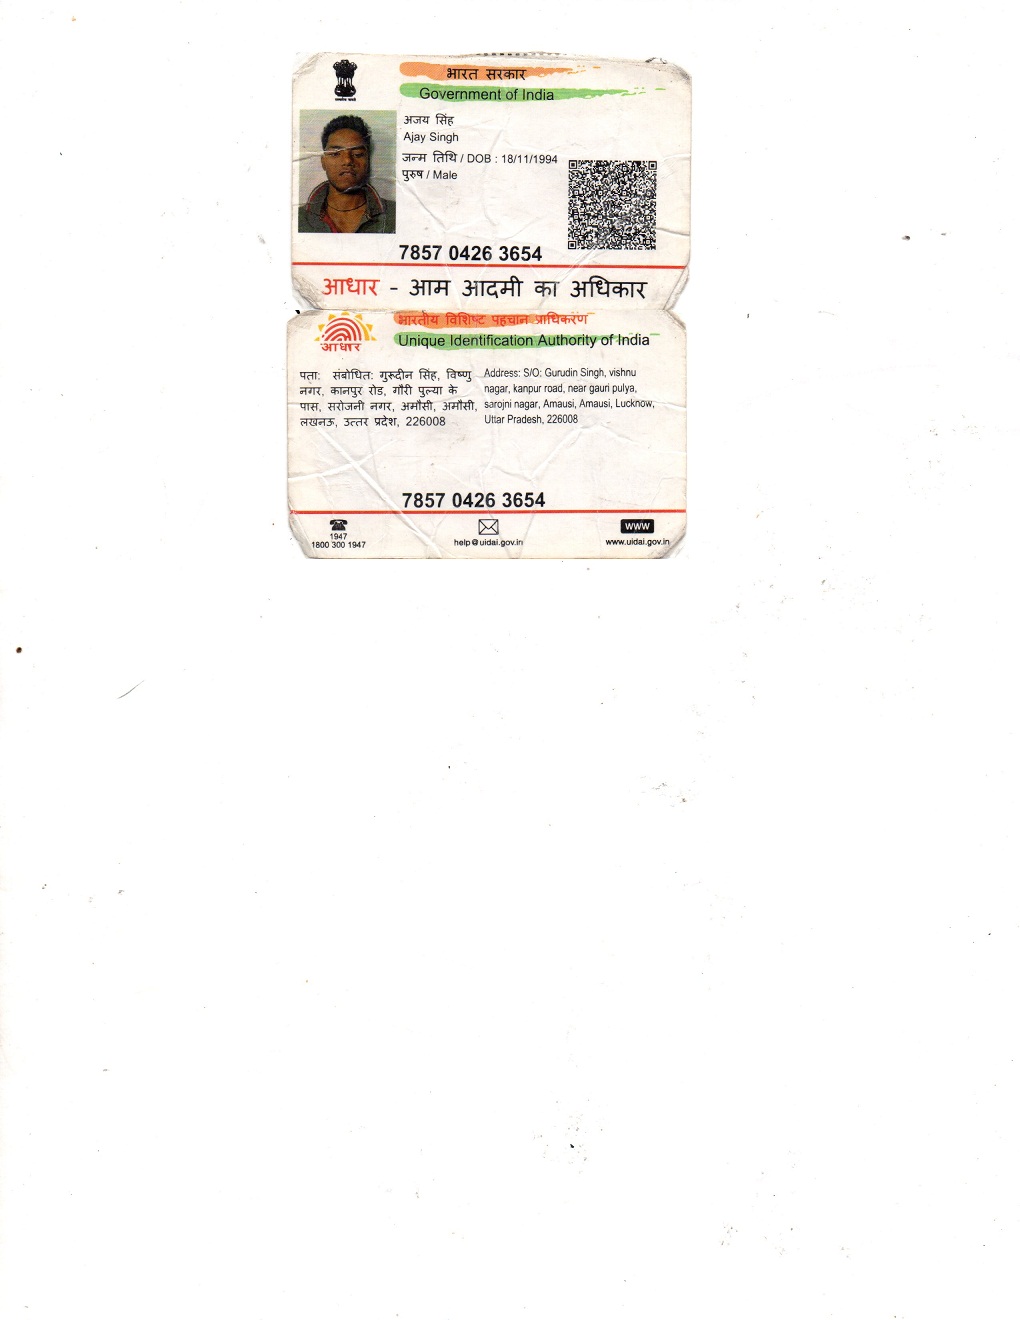 भारत सरकार
Government of India
अजय सिंह
Ajay Singh
जन्म तिथि / DOB : 18/11/1994
पुरुष / Male
7857 0426 3654
आधार - आम आदमी का अधिकार
भारतीय विशिष्ट पहचान प्राधिकरण
Unique Identification Authority of India
आधार
पता: संबोधित: गुरूदीन सिंह, विष्णु
नगर, कानपुर रोड, गौरी पुल्या के
पास, सरोजनी नगर, अमौसी, अमौसी,
लखनऊ, उत्तर प्रदेश, 226008
Address: S/O: Gurudin Singh, vishnu
nagar, kanpur road, near gauri pulya,
sarojni nagar, Amausi, Amausi, Lucknow,
Uttar Pradesh, 226008
7857 0426 3654
1947
1800 300 1947
help@uidai.gov.in
www
www.uidai.gov.in